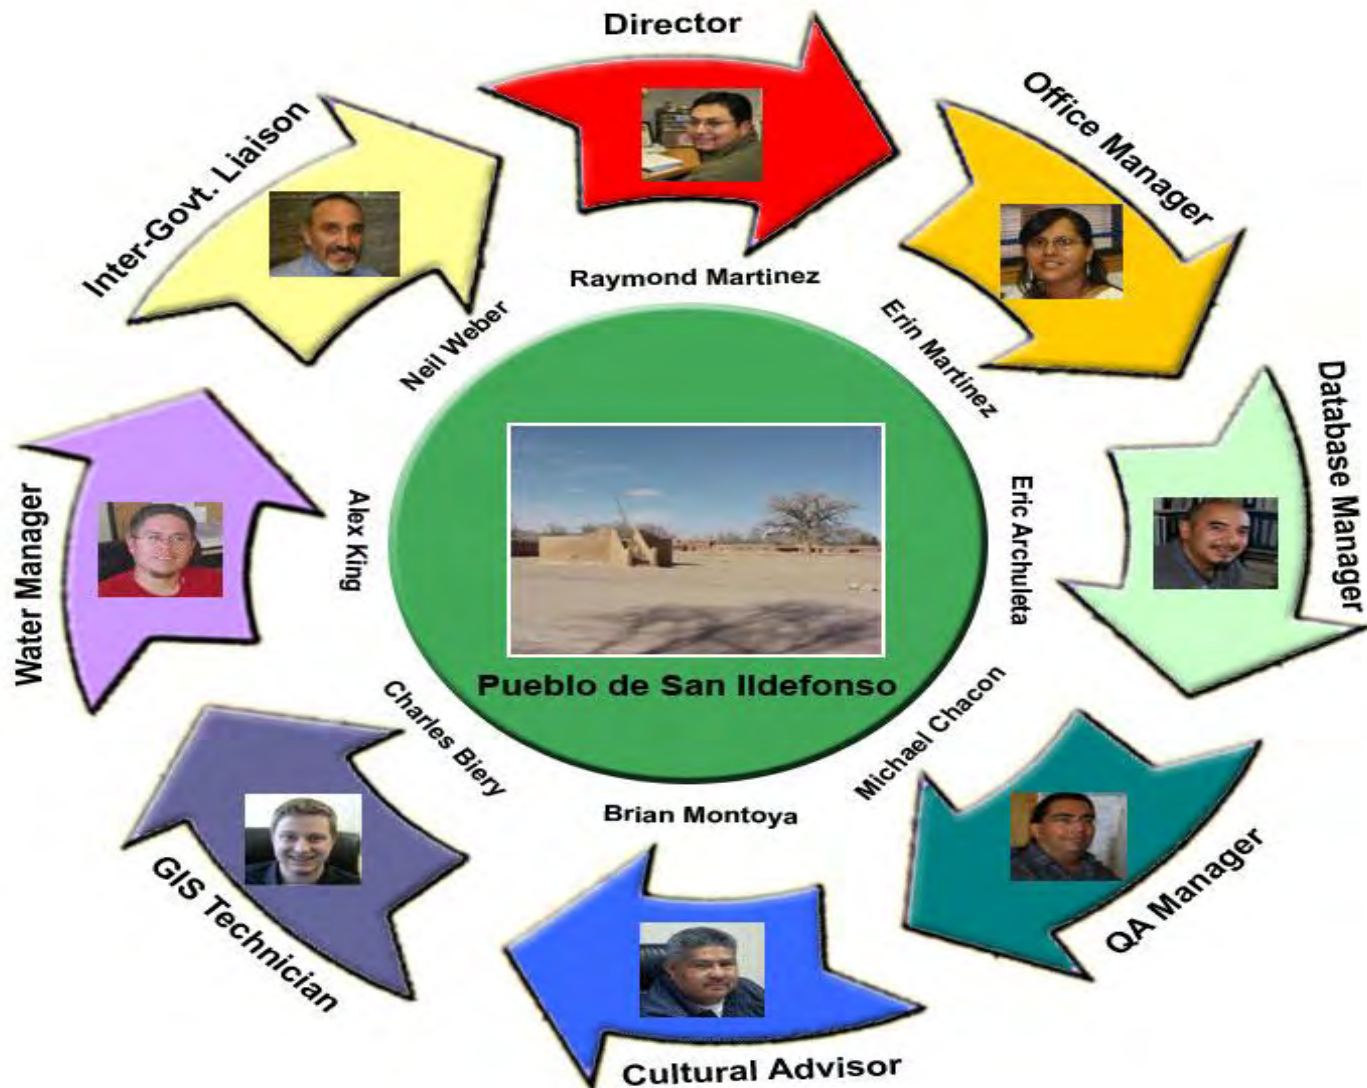 Director
Raymond Martinez
Office Manager
Erin Martinez
Database Manager
Eric Archuleta
QA Manager
Michael Chacon
Cultural Advisor
Brian Montoya
GIS Technician
Charles Biery
Water Manager
Alex King
Inter-Govt. Liaison
Neil Weber
Pueblo de San Ildefonso